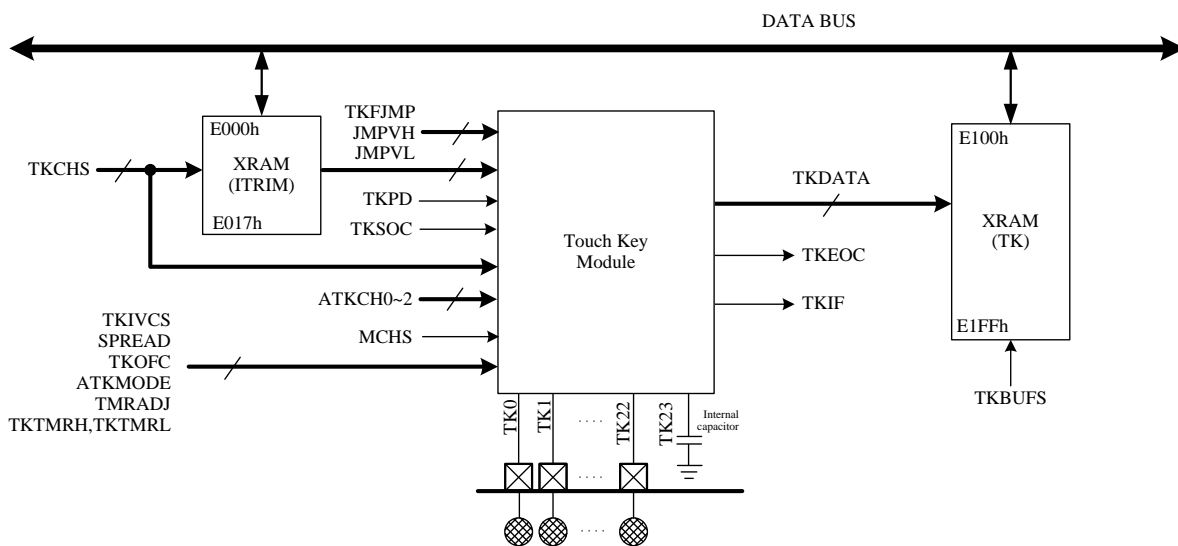 DATA BUS
E000h
XRAM
(ITRIM)
E017h
TKCHS
TKFJMP
JMPVH
JMPVL
TKPD
TKSOC
ATKCH0~2
MCHS
TKIVCS
SPREAD
TKOFC
ATKMODE
TMRADJ
TKTMRH,TKTMRL
Touch Key
Module
TKDATA
TKEOC
TKIF
E100h
XRAM
(TK)
E1FFh
TKBUFS
TK0
TK1
....
TK22
TK23
Internal
capacitor
....
....